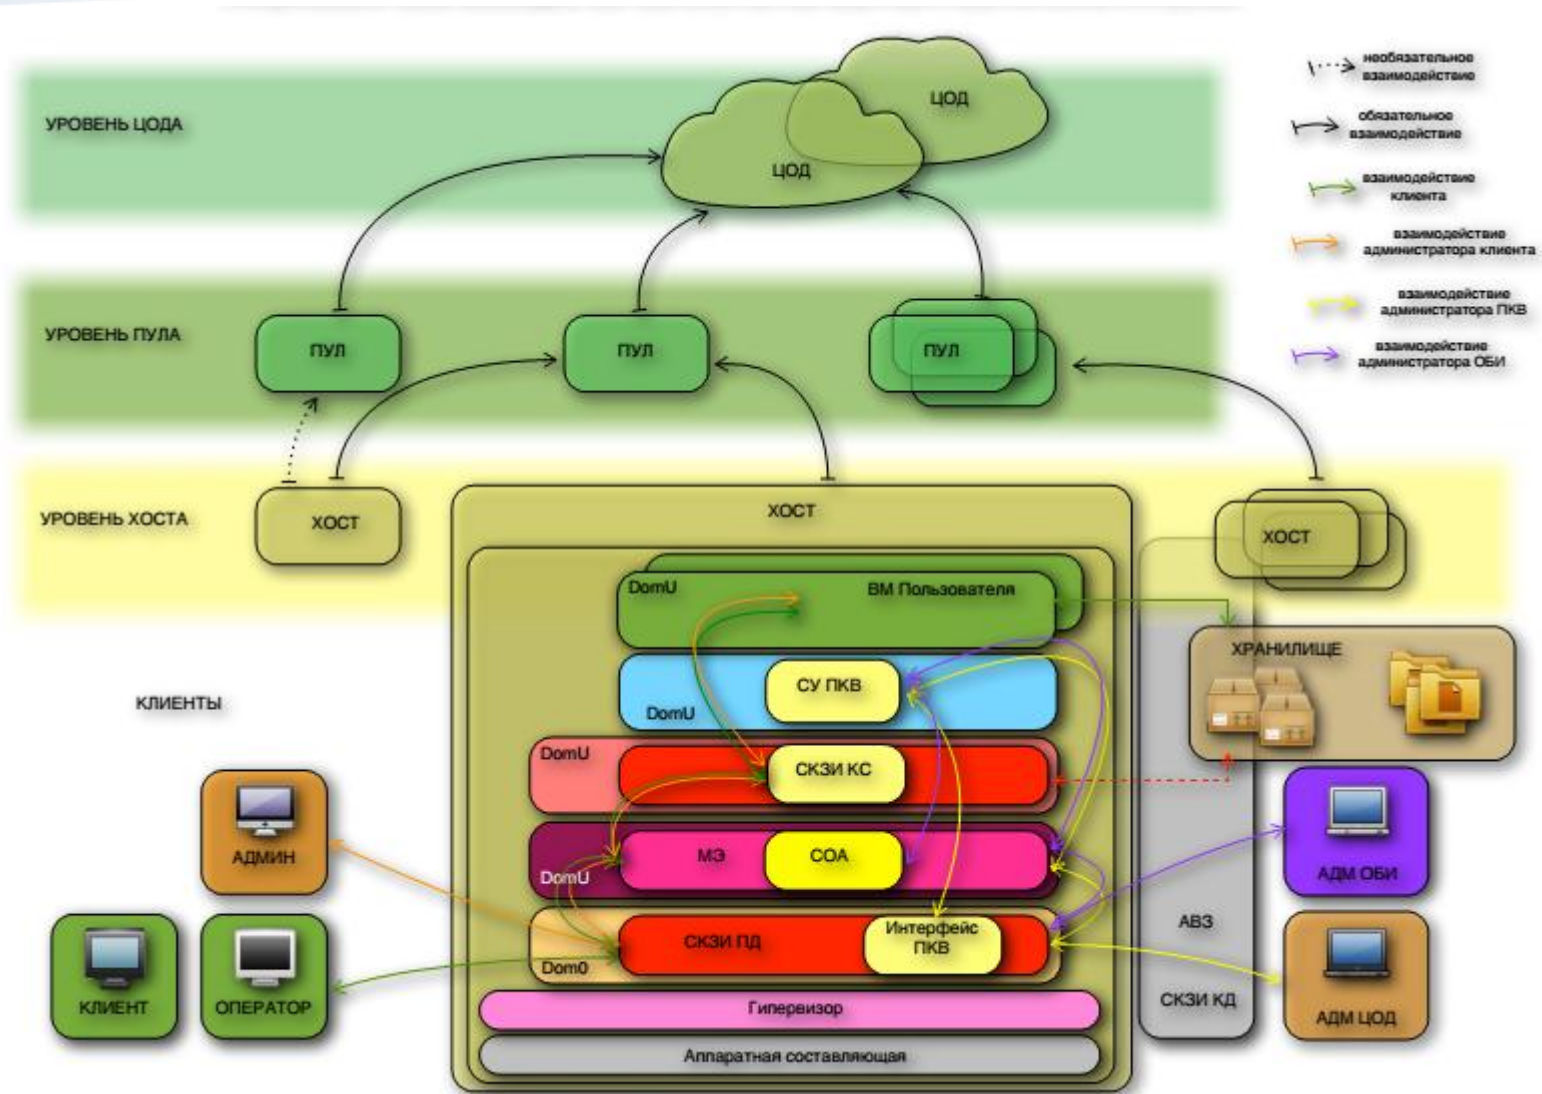 необязательное
взаимодействие
обязательное
взаимодействие
взаимодействие
клиента
взаимодействие
администратора клиента
взаимодействие
администратора ПКВ
взаимодействие
администратора ОБИ
УРОВЕНЬ ЦОДА
ЦОД
ЦОД
УРОВЕНЬ ПУЛА
ПУЛ
ПУЛ
ПУЛ
УРОВЕНЬ ХОСТА
ХОСТ
ХОСТ
ХОСТ
DomU
ВМ Пользователя
ХРАНИЛИЩЕ
КЛИЕНТЫ
СУ ПКВ
DomU
DomU
СКЗИ КС
АДМИН
МЭ
СОА
DomU
АДМ ОБИ
КЛИЕНТ
ОПЕРАТОР
СКЗИ ПД
Интерфейс
ПКВ
Dom0
АВЗ
СКЗИ КД
АДМ ЦОД
Гипервизор
Аппаратная составляющая